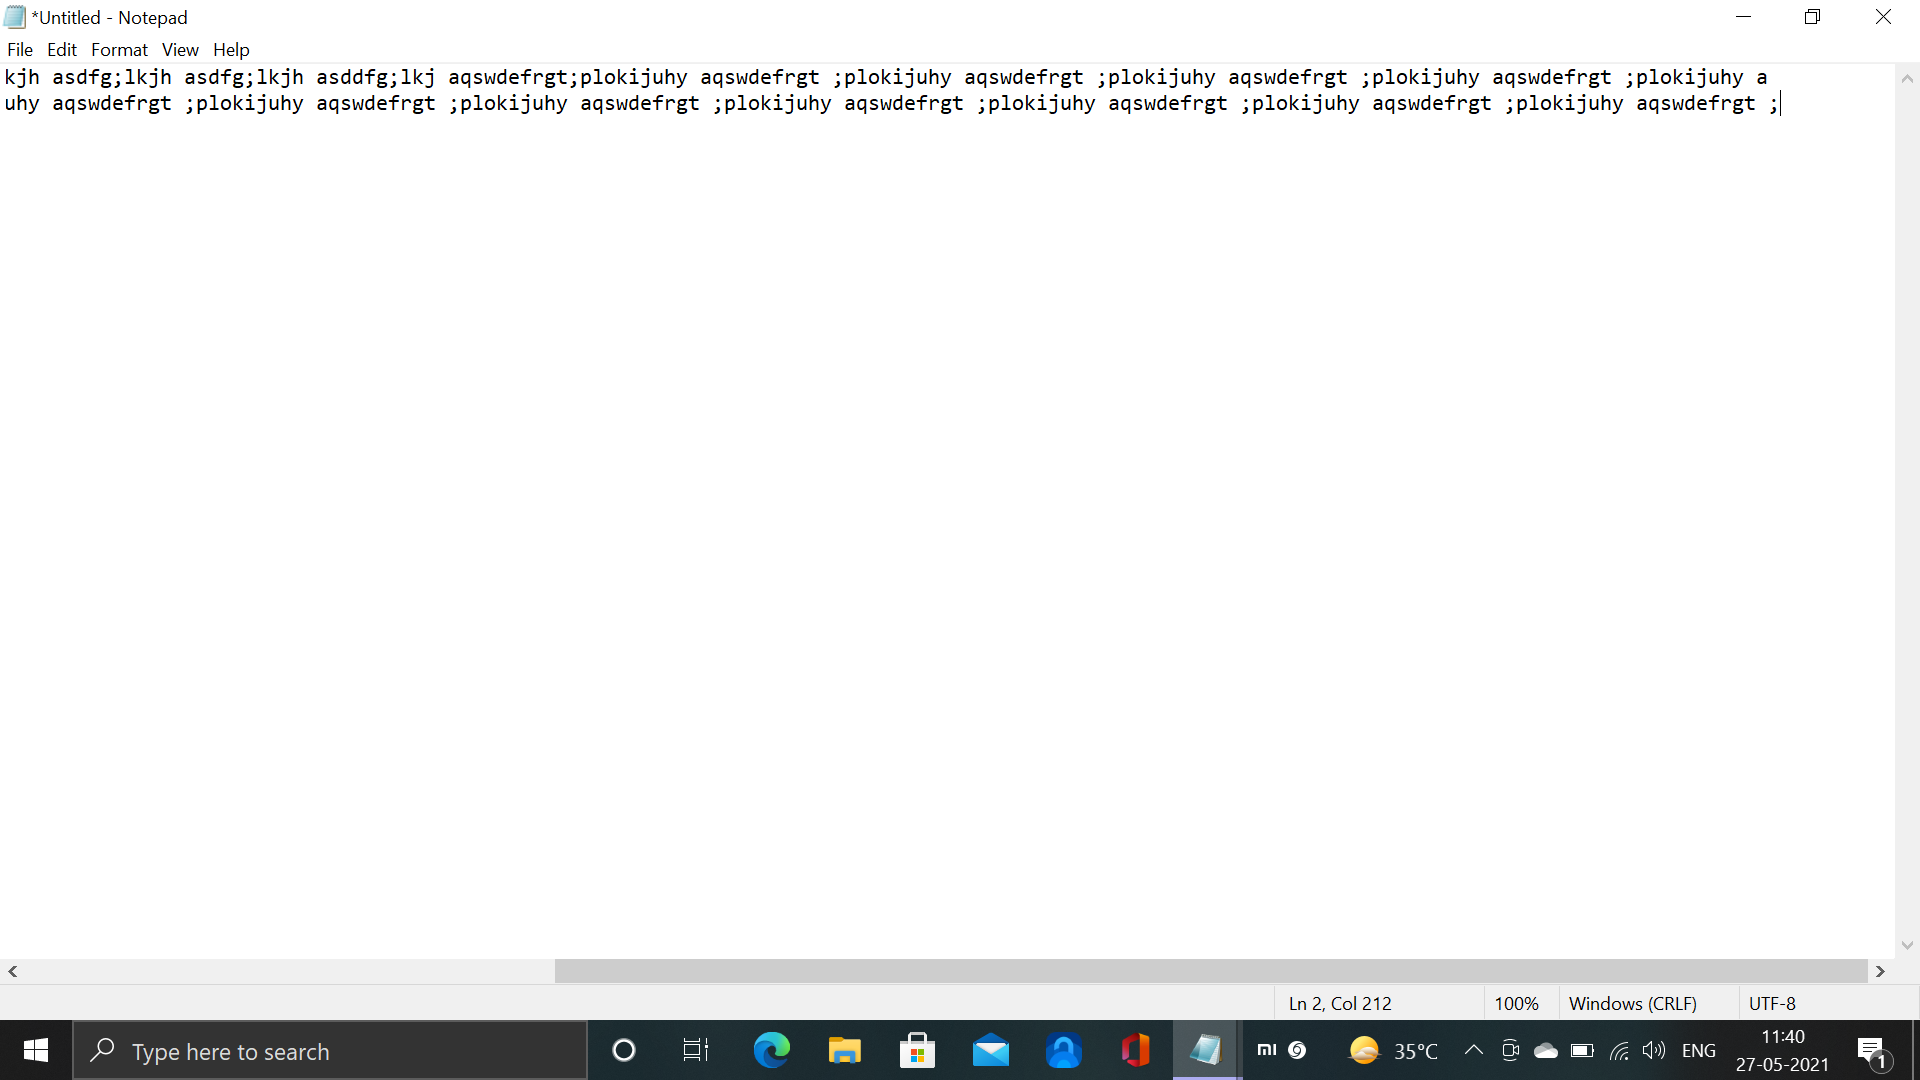 *Untitled - Notepad
File Edit Format View Help
kjh asdfg;lkjh asdfg;lkjh asddfg;lkj aqswdefrgt;plokijuhy aqswdefrgt ;plokijuhy aqswdefrgt ;plokijuhy aqswdefrgt ;plokijuhy aqswdefrgt ;plokijuhy a
uhy aqswdefrgt ;plokijuhy aqswdefrgt ;plokijuhy aqswdefrgt ;plokijuhy aqswdefrgt ;plokijuhy aqswdefrgt ;plokijuhy aqswdefrgt ;plokijuhy aqswdefrgt ;
Ln 2, Col 212 100% Windows (CRLF) UTF-8
Type here to search
mi 35°C ENG
11:40
27-05-2021
1